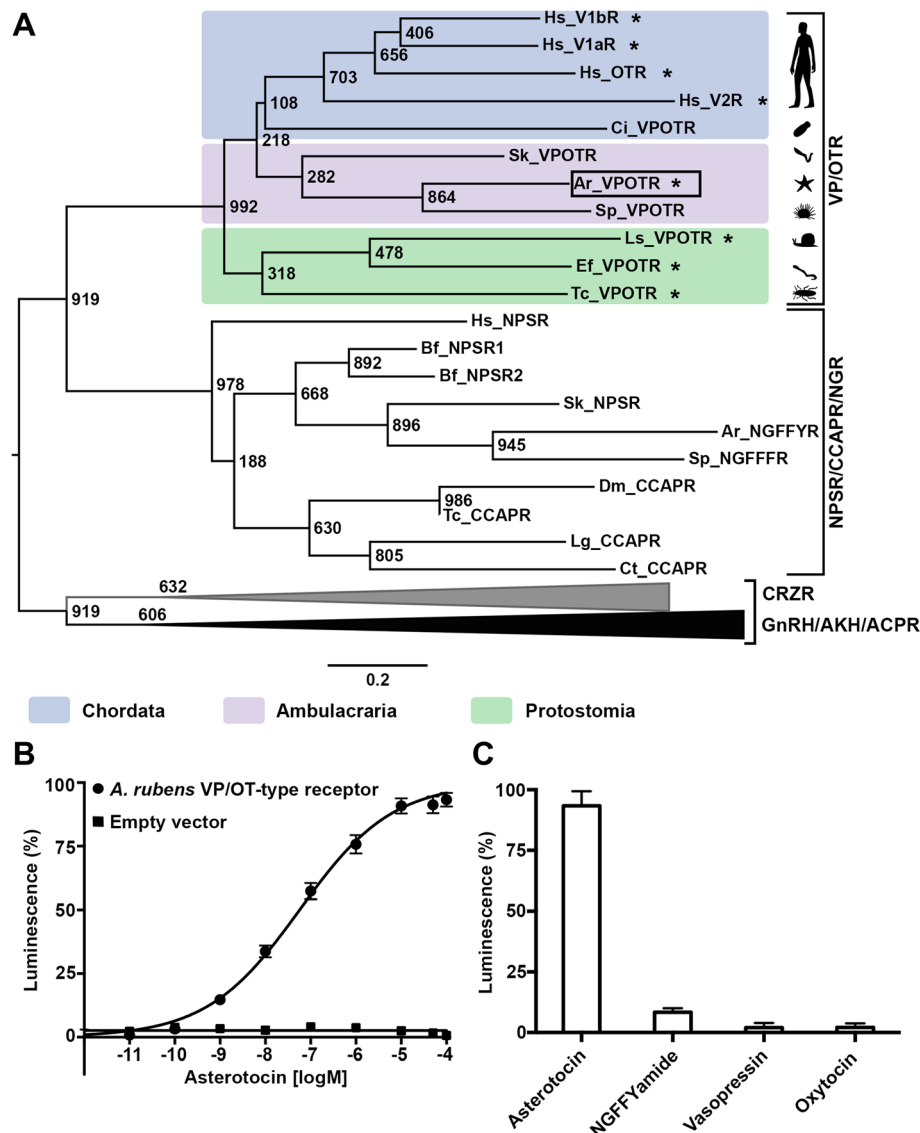 A
Hs_V1bR *
406
Hs_V1aR *
656
Hs_OTR *
703
Hs_V2R *
108
Ci_VPOTR
218
Sk_VPOTR
282
Ar_VPOTR *
864
992
Sp_VPOTR
Ls_VPOTR *
478
Ef_VPOTR *
318
Tc_VPOTR *
VP/OTR
919
Hs_NPSR
Bf_NPSR1
892
Bf_NPSR2
978
668
Sk_NPSR
896
Ar_NGFFYR
945
Sp_NGFFFR
188
Dm_CCAPR
986
Tc_CCAPR
630
Lg_CCAPR
805
Ct_CCAPR
NPSR/CCAPR/NGR
632
CRZR
919
606
GnRH/AKH/ACPR
0.2
Chordata
Ambulacraria
Protostomia
B
A. rubens VP/OT-type receptor
Empty vector
Luminescence (%)
100
75
50
25
0
-11 -10 -9 -8 -7 -6 -5 -4
Asterotocin [logM]
C
Luminescence (%)
100
75
50
25
0
Asterotocin
NGFFYamide
Vasopressin
Oxytocin